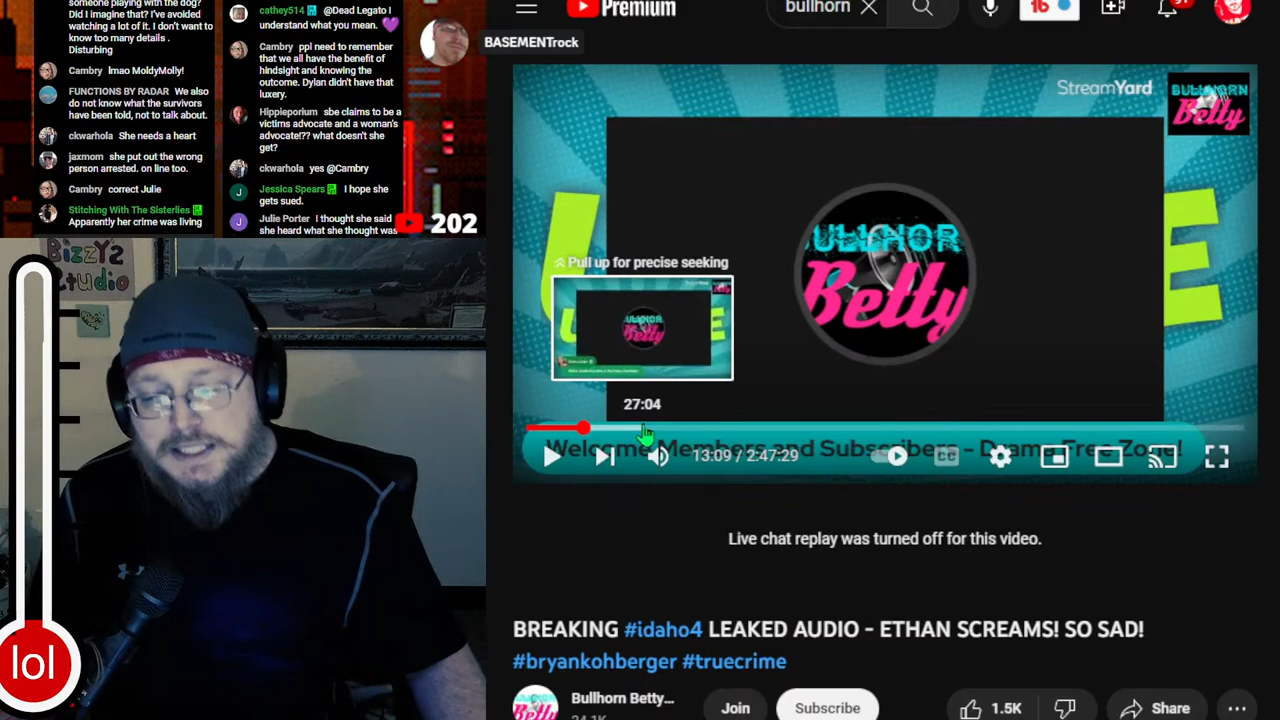 someone playing with the dog?
Did I imagine that? I've avoided
watching a lot of it. I don't want to
know too many details .
Disturbing
Cambry lmao MoldyMolly!
FUNCTIONS BY RADAR We also
do not know what the survivors
have been told, not to talk about.
ckwarhola She needs a heart
jaxmom she put out the wrong
person arrested. on line too.
Cambry correct Julie
Stitching With The Sisterlies
Apparently her crime was living
cathey514 @Dead Legato I
understand what you mean.
Cambry ppl need to remember
that we all have the benefit of
hindsight and knowing the
outcome. Dylan didn't have that
luxery.
Hippieporium she claims to be a
victims advocate and a woman's
advocate!?? what doesn't she
get?
ckwarhola yes @Cambry
Jessica Spears I hope she
gets sued.
Julie Porter I thought she said
she heard what she thought was
202
BASEMENTrock
BizzY'z
Studio
lol
Premium
bullhorn
StreamYard
BULLHORN
Betty
BULLHORN
Betty
Pull up for precise seeking
27:04
Welcome Members and Subscribers - Drama Free Zone!
13:09 / 2:47:29
CC
Live chat replay was turned off for this video.
BREAKING #idaho4 LEAKED AUDIO - ETHAN SCREAMS! SO SAD!
#bryankohberger #truecrime
Bullhorn Betty...
Join
Subscribe
1.5K
Share